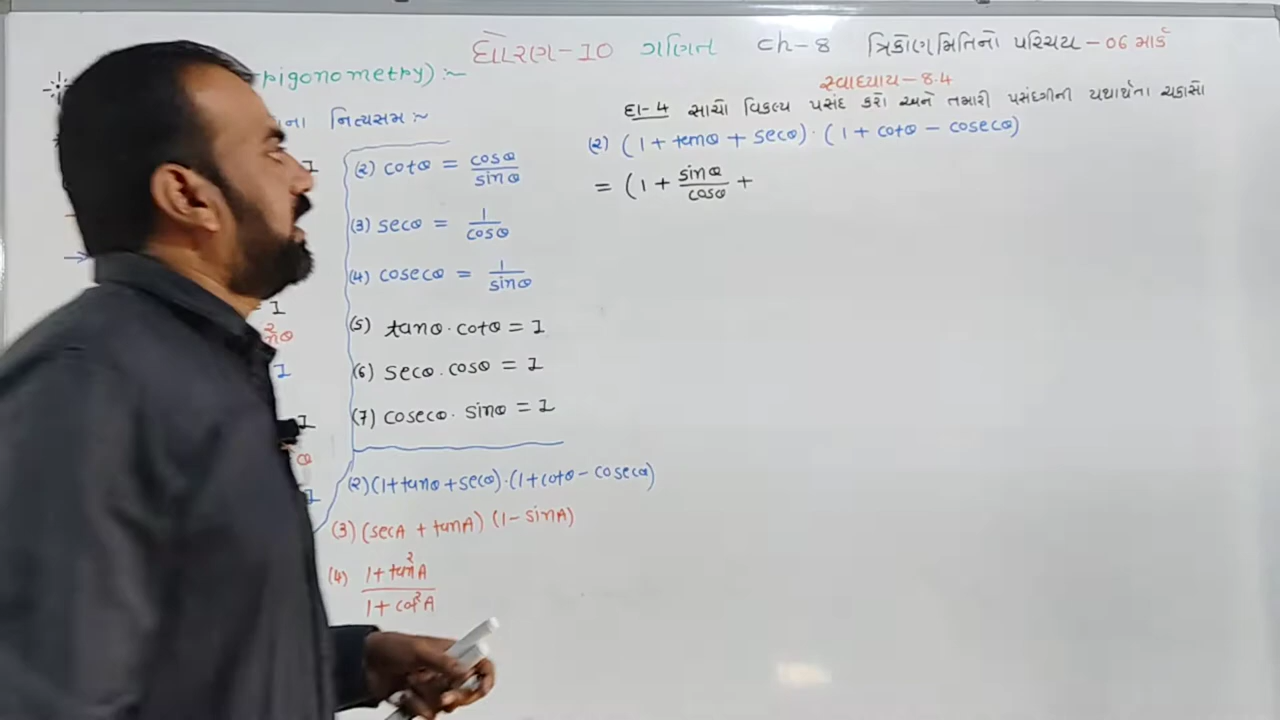 ધોરણ-10 ગણિત ch-8 ત્રિકોણમિતિનો પરિચય - 06 માર્ક
rigonometry) :~
સ્વાધ્યાય - 8.4
દા-4 સાચો વિકલ્પ પસંદ કરો અને તમારી પસંદગીની યથાર્થતા ચકાસો
ના નિત્યસમ :~
(2) (1 + tanθ + secθ) · (1 + cotθ - cosecθ)
= (1 + sinθ/cosθ +
(2) cotθ = cosθ/sinθ
(3) secθ = 1/cosθ
(4) cosecθ = 1/sinθ
= 1
(5) tanθ · cotθ = 1
(6) secθ · cosθ = 1
(7) cosecθ · sinθ = 1
(2) (1 + tanθ + secθ) · (1 + cotθ - cosecθ)
(3) (secA + tanA) (1 - sinA)
(4) 1 + tan²A / 1 + cot²A